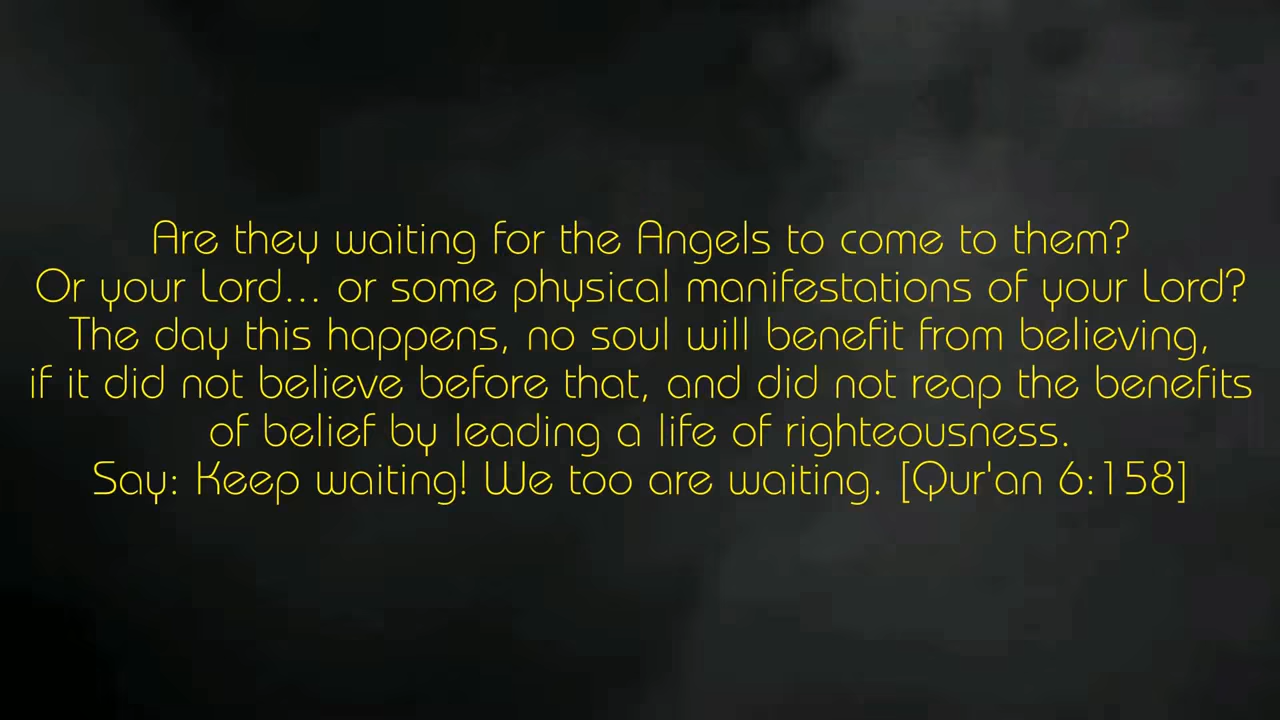 Are they waiting for the Angels to come to them?
Or your Lord... or some physical manifestations of your Lord?
The day this happens, no soul will benefit from believing,
if it did not believe before that, and did not reap the benefits
of belief by leading a life of righteousness.
Say: Keep waiting! We too are waiting. [Qur'an 6:158]